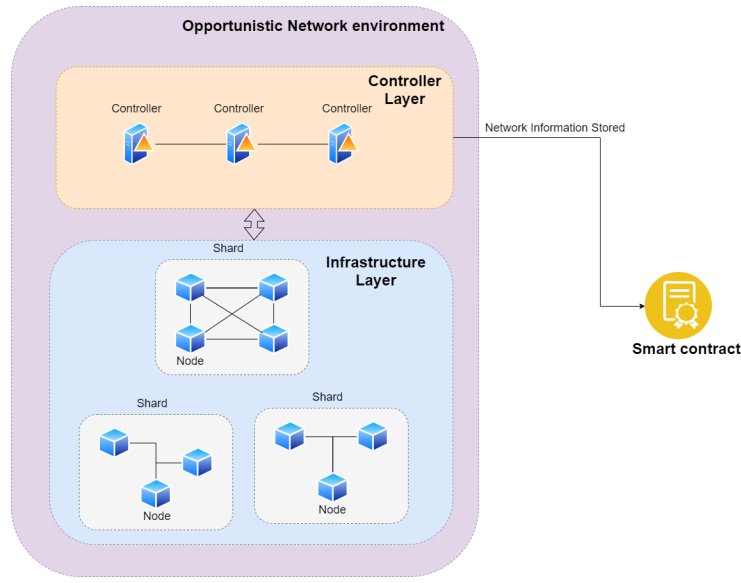 Opportunistic Network environment
Controller
Layer
Controller
Controller
Controller
Network Information Stored
Shard
Infrastructure
Layer
Node
Smart contract
Shard
Shard
Node
Node